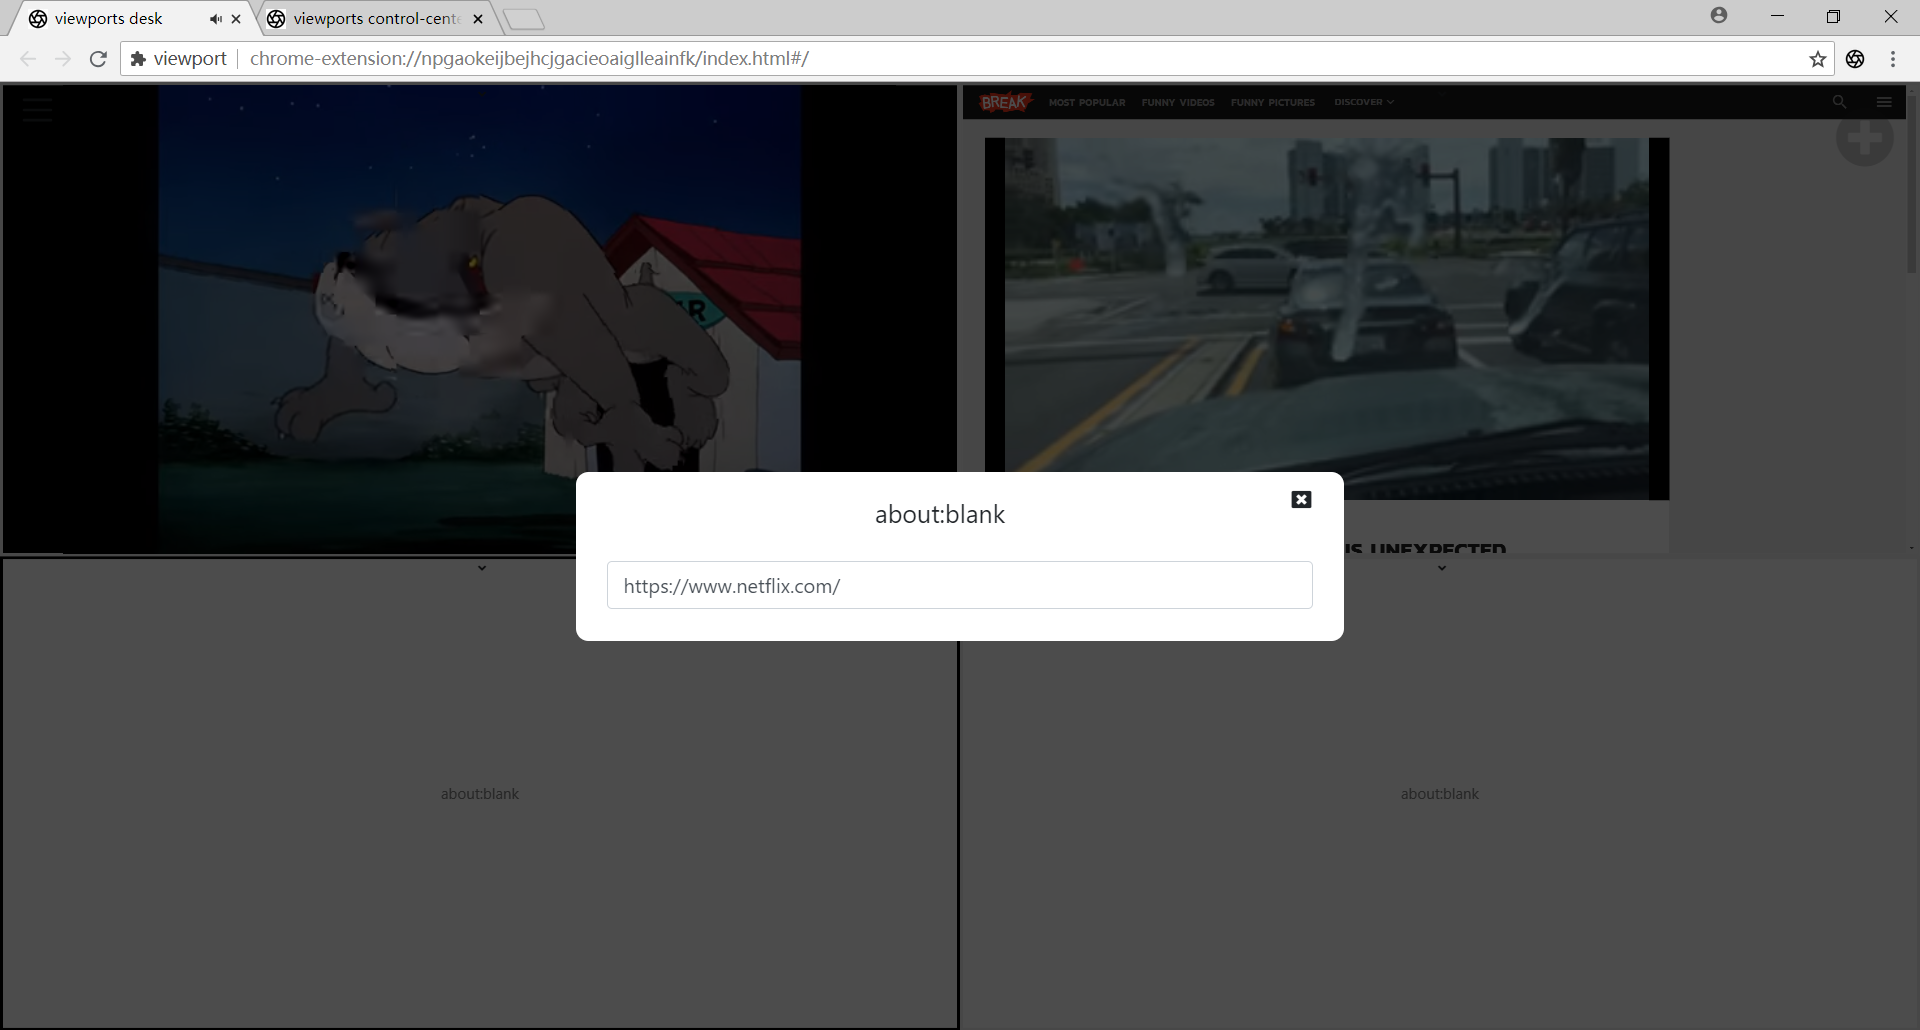 viewports desk
viewports control-cente
viewport
chrome-extension://npgaokeijbejhcjgacieoaiglleainfk/index.html#/
BREAK
MOST POPULAR
FUNNY VIDEOS
FUNNY PICTURES
DISCOVER
R
about:blank
https://www.netflix.com/
IS UNEXPECTED
about:blank
about:blank